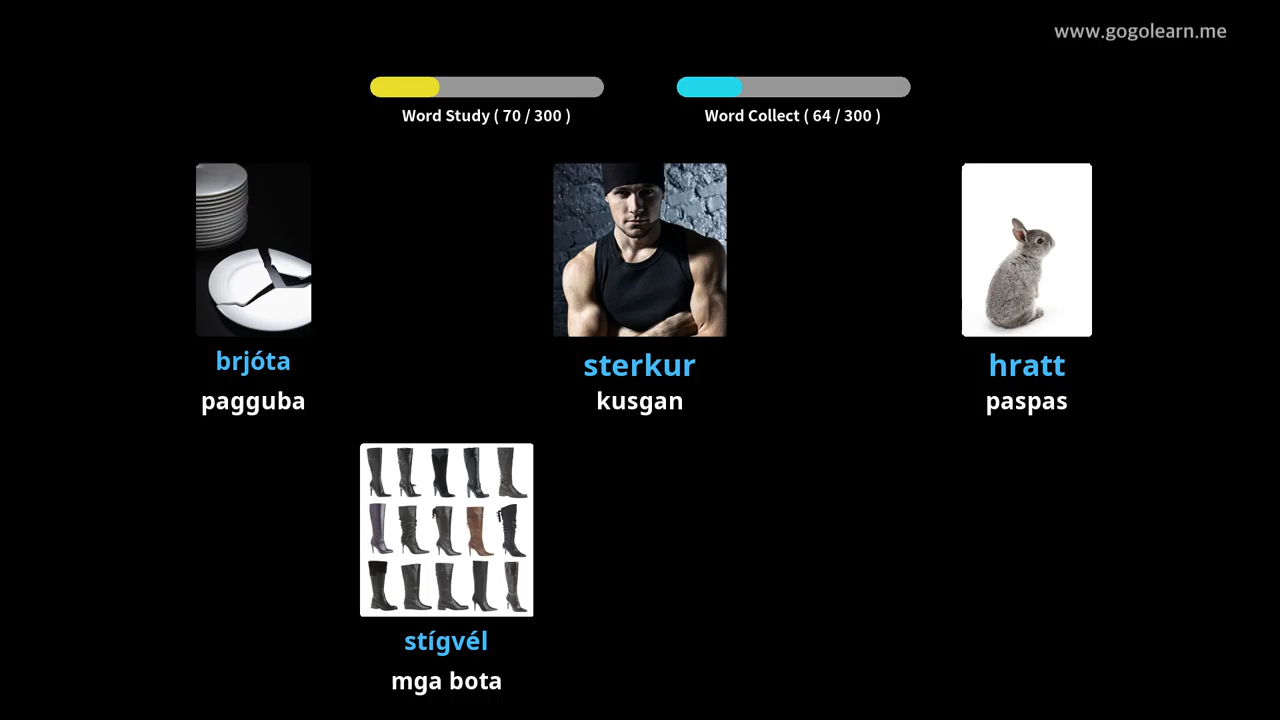 www.gogolearn.me
Word Study ( 70 / 300 )
Word Collect ( 64 / 300 )
brjóta
pagguba
sterkur
kusgan
hratt
paspas
stígvél
mga bota